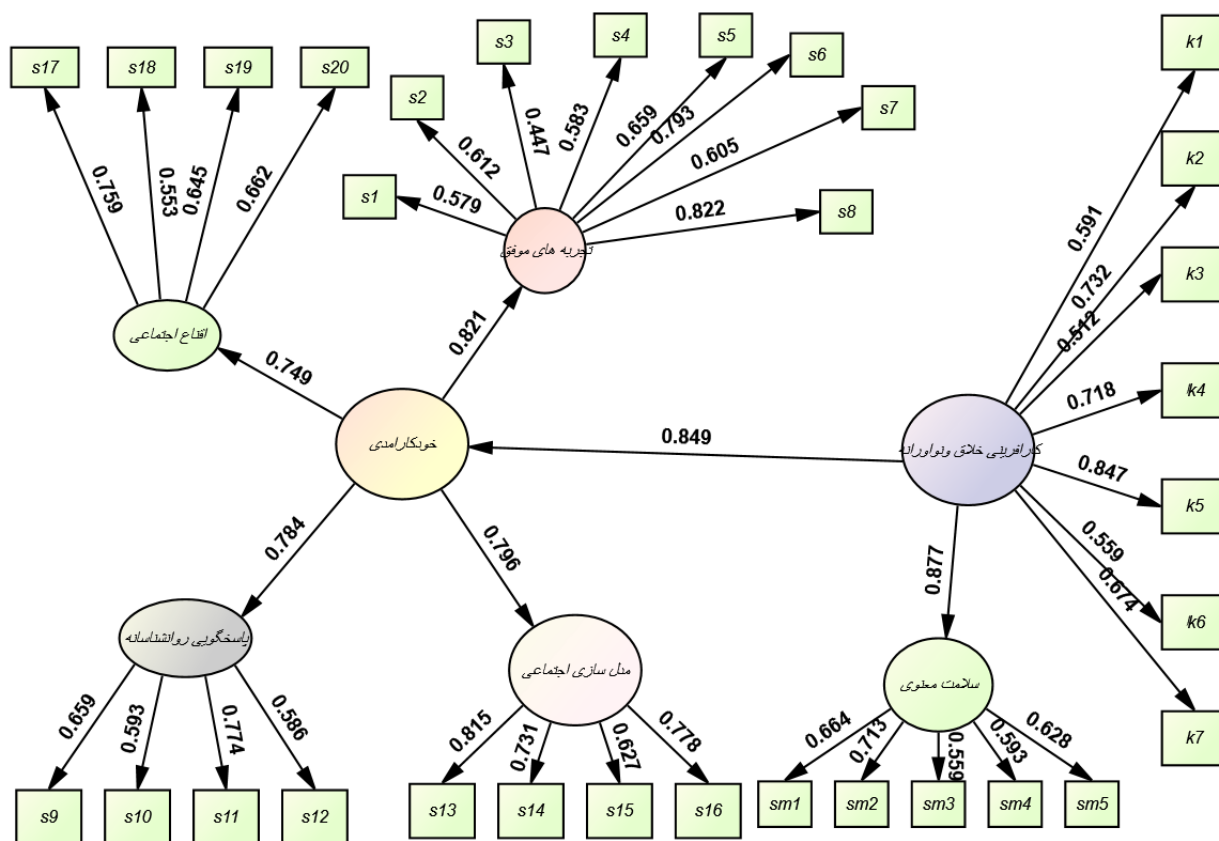 s17
s18
s19
s20
s3
s4
s5
s6
s2
s7
s1
s8
k1
k2
k3
k4
k5
k6
k7
0.759
0.553
0.645
0.662
0.579
0.612
0.447
0.583
0.659
0.793
0.605
0.822
تجربه های موفق
اقناع اجتماعی
0.749
0.821
خودکارامدی
0.849
کارافرینی خلاق ونواورانه
0.591
0.732
0.512
0.718
0.847
0.559
0.674
0.784
0.796
0.877
پاسخگویی روانشناسانه
مدل سازی اجتماعی
سلامت معنوی
0.659
0.593
0.774
0.586
0.815
0.731
0.627
0.778
0.664
0.713
0.559
0.593
0.628
s9
s10
s11
s12
s13
s14
s15
s16
sm1
sm2
sm3
sm4
sm5